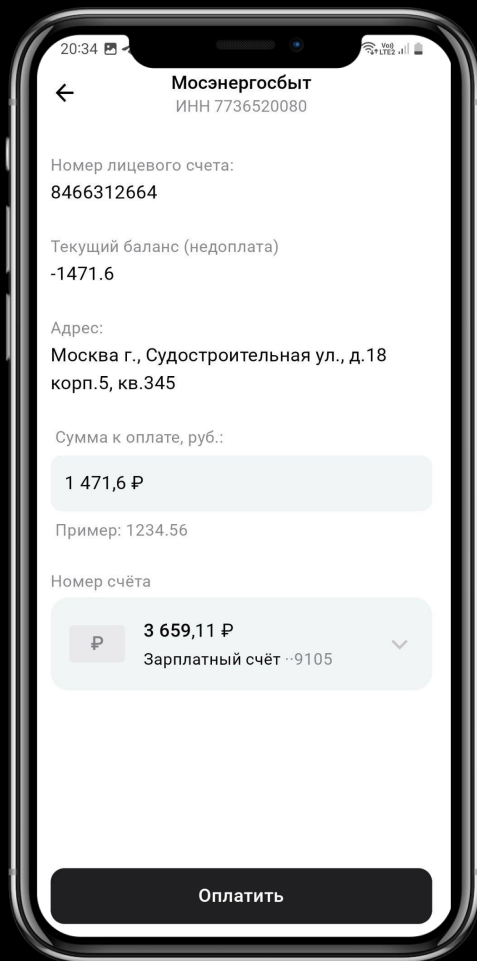 20:34
Vo))
LTE2
Мосэнергосбыт
ИНН 7736520080
Номер лицевого счета:
8466312664
Текущий баланс (недоплата)
-1471.6
Адрес:
Москва г., Судостроительная ул., д.18
корп.5, кв.345
Сумма к оплате, руб.:
1 471,6 ₽
Пример: 1234.56
Номер счёта
₽
3 659,11 ₽
Зарплатный счёт ··9105
Оплатить